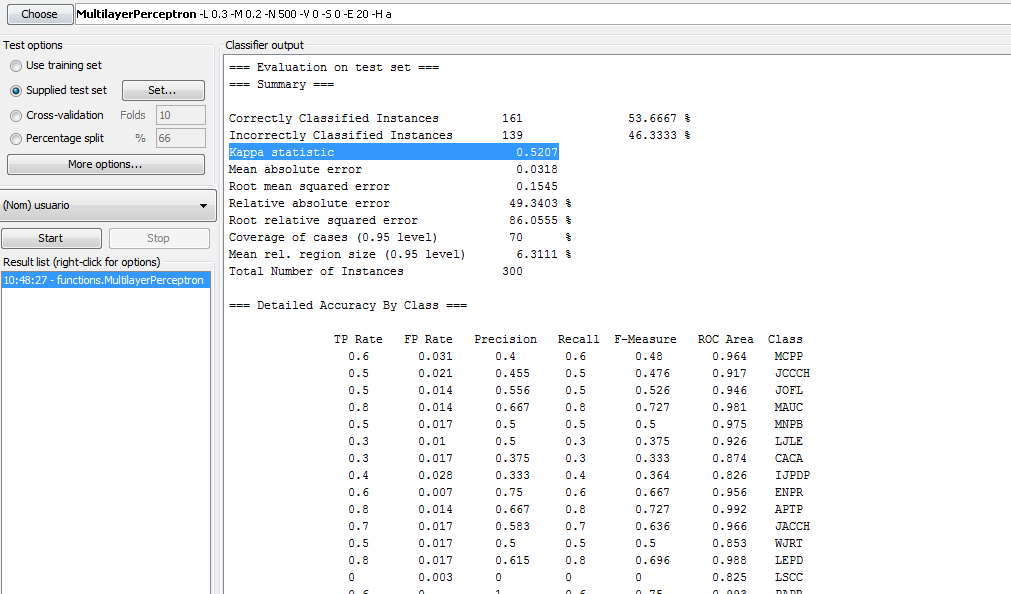 Choose MultilayerPerceptron -L 0.3 -M 0.2 -N 500 -V 0 -S 0 -E 20 -H a
Test options
Use training set
Supplied test set Set...
Cross-validation Folds 10
Percentage split % 66
More options...
(Nom) usuario
Start Stop
Result list (right-click for options)
10:48:27 - functions.MultilayerPerceptron
Classifier output
=== Evaluation on test set ===
=== Summary ===
Correctly Classified Instances 161 53.6667 %
Incorrectly Classified Instances 139 46.3333 %
Kappa statistic 0.5207
Mean absolute error 0.0318
Root mean squared error 0.1545
Relative absolute error 49.3403 %
Root relative squared error 86.0555 %
Coverage of cases (0.95 level) 70 %
Mean rel. region size (0.95 level) 6.3111 %
Total Number of Instances 300
=== Detailed Accuracy By Class ===
TP Rate FP Rate Precision Recall F-Measure ROC Area Class
0.6 0.031 0.4 0.6 0.48 0.964 MCPP
0.5 0.021 0.455 0.5 0.476 0.917 JCCCH
0.5 0.014 0.556 0.5 0.526 0.946 JOFL
0.8 0.014 0.667 0.8 0.727 0.981 MAUC
0.5 0.017 0.5 0.5 0.5 0.975 MNPB
0.3 0.01 0.5 0.3 0.375 0.926 LJLE
0.3 0.017 0.375 0.3 0.333 0.874 CACA
0.4 0.028 0.333 0.4 0.364 0.826 IJPDP
0.6 0.007 0.75 0.6 0.667 0.956 ENPR
0.8 0.014 0.667 0.8 0.727 0.992 APTP
0.7 0.017 0.583 0.7 0.636 0.966 JACCH
0.5 0.017 0.5 0.5 0.5 0.853 WJRT
0.8 0.017 0.615 0.8 0.696 0.988 LEPD
0 0.003 0 0 0 0.825 LSCC
0.6 0 1 0.6 0.75 0.993